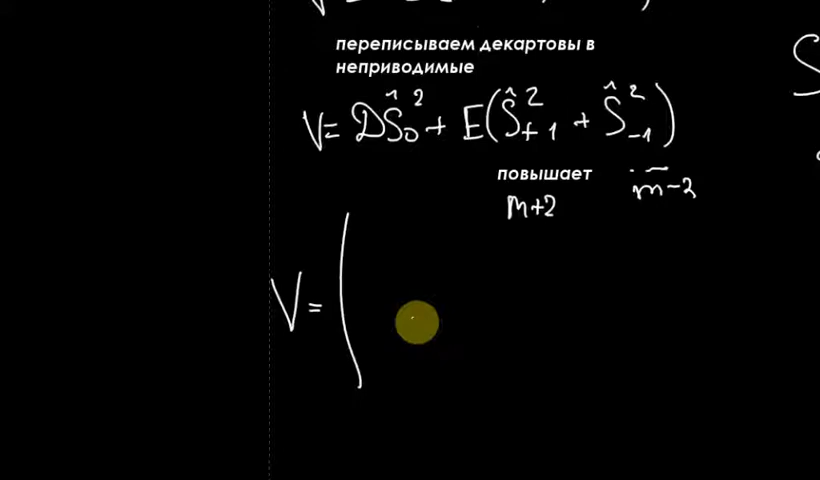 переписываем декартовы в
неприводимые
V = DŜ₀² + E(Ŝ₊₁² + Ŝ₋₁²)
повышает
m+2 m-2
V = (